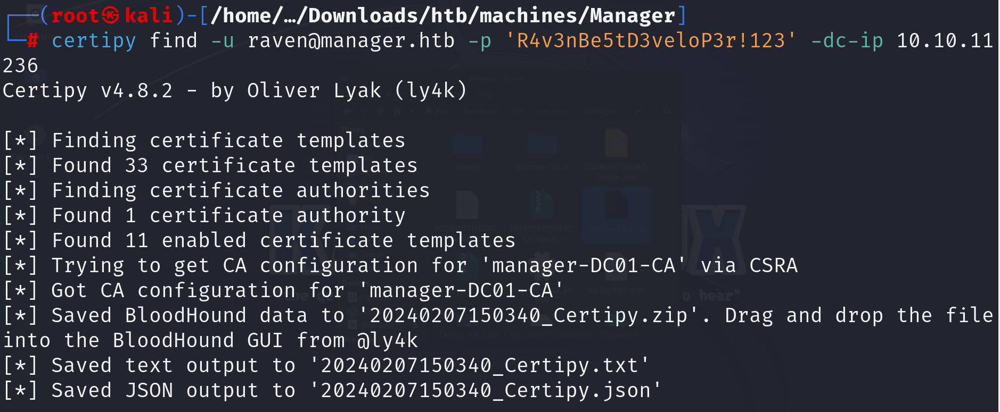 (root㉿kali)-[/home/…/Downloads/htb/machines/Manager]
# certipy find -u raven@manager.htb -p 'R4v3nBe5tD3veloP3r!123' -dc-ip 10.10.11
236
Certipy v4.8.2 - by Oliver Lyak (ly4k)
[*] Finding certificate templates
[*] Found 33 certificate templates
[*] Finding certificate authorities
[*] Found 1 certificate authority
[*] Found 11 enabled certificate templates
[*] Trying to get CA configuration for 'manager-DC01-CA' via CSRA
[*] Got CA configuration for 'manager-DC01-CA'
[*] Saved BloodHound data to '20240207150340_Certipy.zip'. Drag and drop the file
into the BloodHound GUI from @ly4k
[*] Saved text output to '20240207150340_Certipy.txt'
[*] Saved JSON output to '20240207150340_Certipy.json'